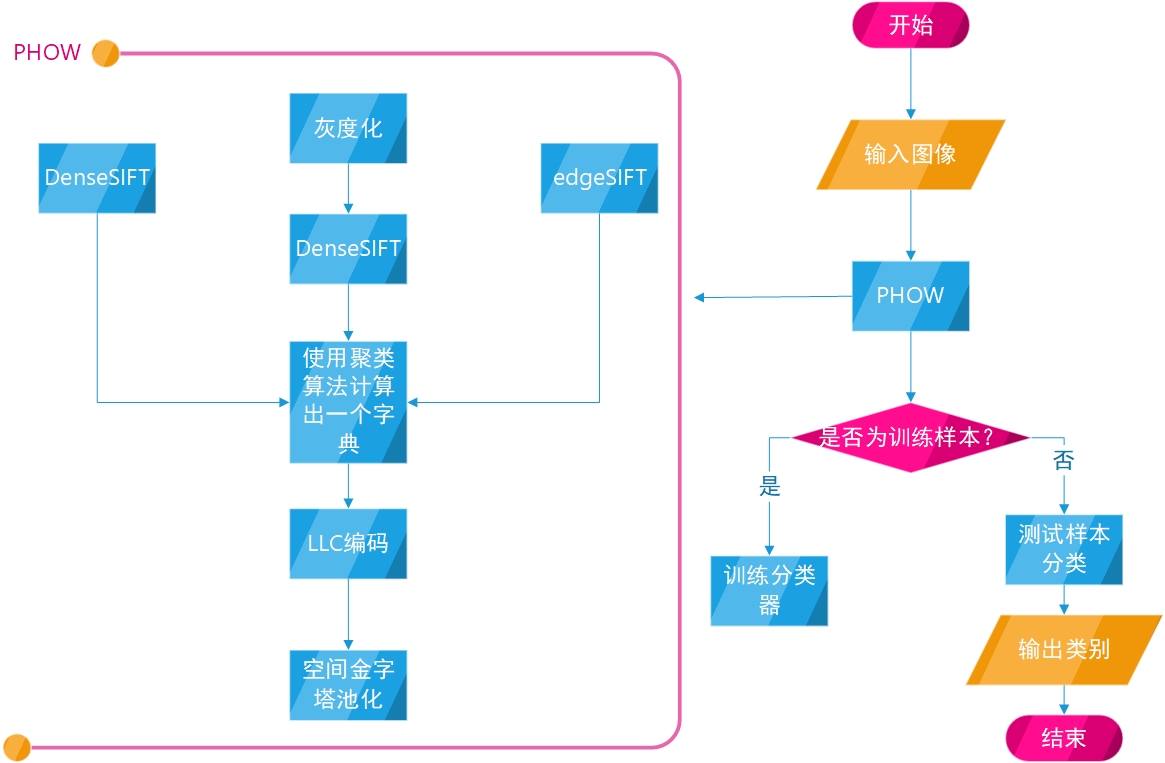 PHOW
灰度化
DenseSIFT
edgeSIFT
DenseSIFT
使用聚类
算法计算
出一个字
典
LLC编码
空间金字
塔池化
开始
输入图像
PHOW
是否为训练样本？
是
否
训练分类
器
测试样本
分类
输出类别
结束